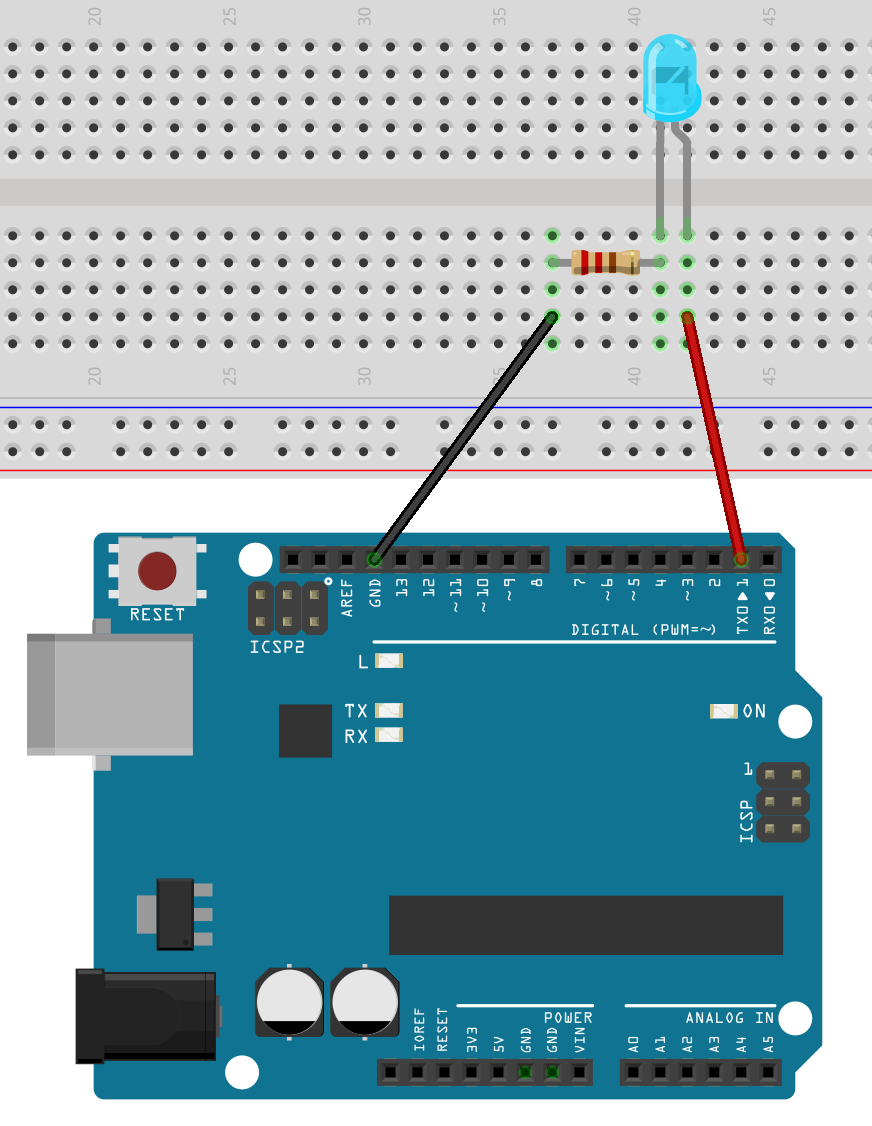 20 25 30 35 40 45
20 25 30 35 40 45
RESET
ICSP2
AREF
GND
13
12
~11
~10
~9
8
7
~6
~5
4
~3
2
TX0▶1
RX0◀0
DIGITAL (PWM=~)
L
TX
RX
ON
1
ICSP
IOREF
RESET
3V3
5V
GND
GND
VIN
POWER
A0
A1
A2
A3
A4
A5
ANALOG IN